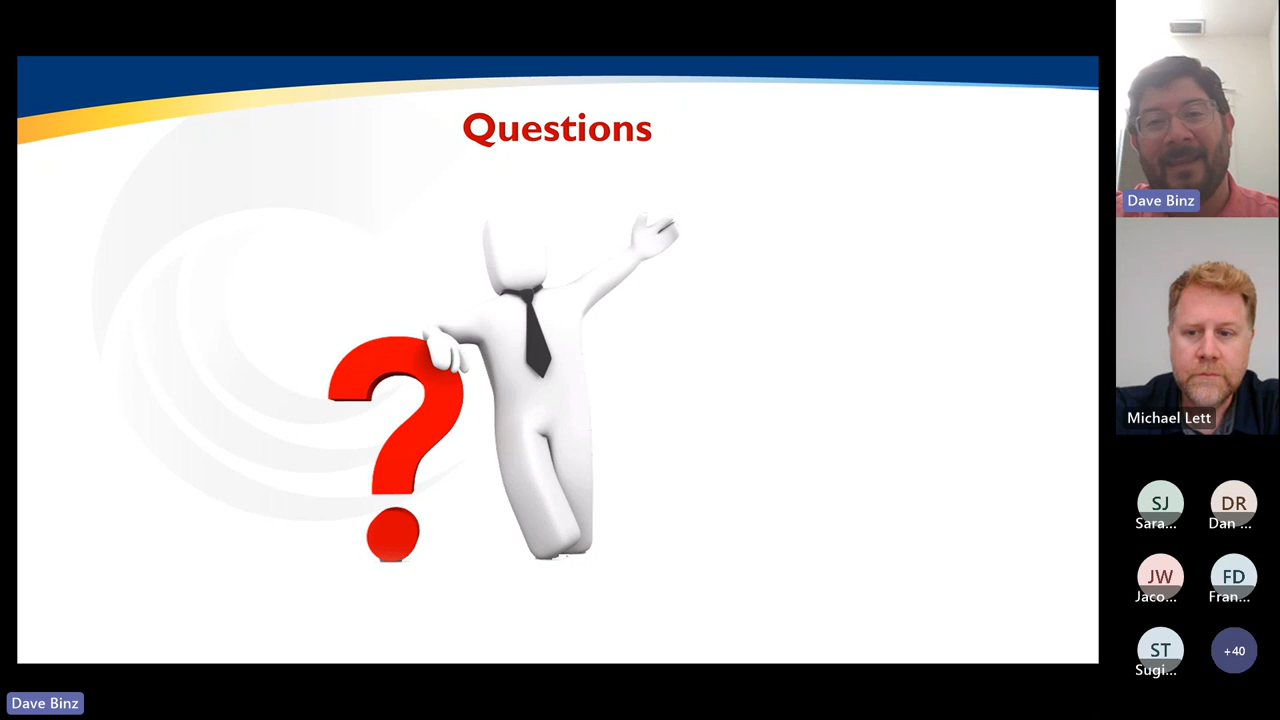 Questions
Dave Binz
Michael Lett
SJ
Sara...
DR
Dan ...
JW
Jaco...
FD
Fran...
ST
Sugi...
+40
Dave Binz